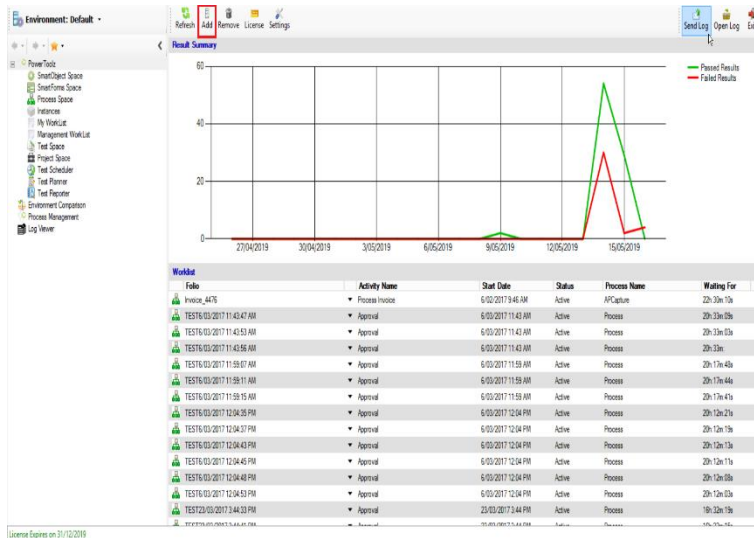 Environment: Default
Refresh Add Remove License Settings
Send Log Open Log
PowerToolz
SmartObject Space
SmartForms Space
Process Space
Instances
My WorkList
Management WorkList
Test Space
Project Space
Test Scheduler
Test Planner
Test Reporter
Environment Comparison
Process Management
Log Viewer
Result Summary
60
40
20
0
27/04/2019 30/04/2019 3/05/2019 6/05/2019 9/05/2019 12/05/2019 15/05/2019
Passed Results
Failed Results
Worklist
Folio Activity Name Start Date Status Process Name Waiting For
Invoice_4476 Process Invoice 6/02/2017 9:46 AM Active APCapture 22h:30m:10s
TEST6/03/2017 11:43:47 AM Approval 6/03/2017 11:43 AM Active Process 20h:33m:09s
TEST6/03/2017 11:43:53 AM Approval 6/03/2017 11:43 AM Active Process 20h:33m:03s
TEST6/03/2017 11:43:56 AM Approval 6/03/2017 11:43 AM Active Process 20h:33m:
TEST6/03/2017 11:59:07 AM Approval 6/03/2017 11:59 AM Active Process 20h:17m:48s
TEST6/03/2017 11:59:11 AM Approval 6/03/2017 11:59 AM Active Process 20h:17m:44s
TEST6/03/2017 11:59:15 AM Approval 6/03/2017 11:59 AM Active Process 20h:17m:41s
TEST6/03/2017 12:04:35 PM Approval 6/03/2017 12:04 PM Active Process 20h:12m:21s
TEST6/03/2017 12:04:37 PM Approval 6/03/2017 12:04 PM Active Process 20h:12m:19s
TEST6/03/2017 12:04:43 PM Approval 6/03/2017 12:04 PM Active Process 20h:12m:13s
TEST6/03/2017 12:04:45 PM Approval 6/03/2017 12:04 PM Active Process 20h:12m:11s
TEST6/03/2017 12:04:48 PM Approval 6/03/2017 12:04 PM Active Process 20h:12m:08s
TEST6/03/2017 12:04:53 PM Approval 6/03/2017 12:04 PM Active Process 20h:12m:03s
TEST23/03/2017 3:44:33 PM Approval 23/03/2017 3:44 PM Active Process 16h:32m:19s
License Expires on 31/12/2019